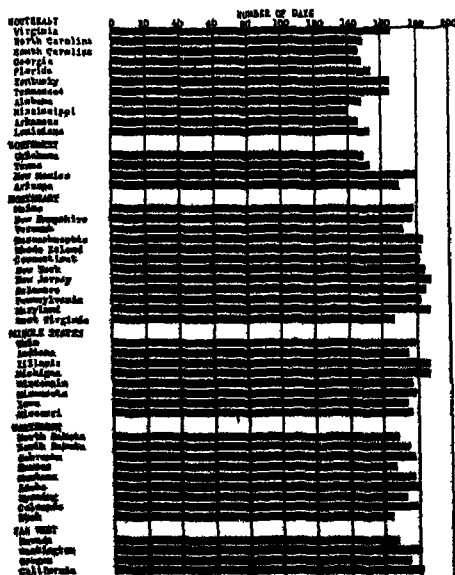 NUMBER OF DAYS
0 20 40 60 80 100 120 140 160 180 200
SOUTHEAST
Virginia
North Carolina
South Carolina
Georgia
Florida
Kentucky
Tennessee
Alabama
Mississippi
Arkansas
Louisiana
SOUTHWEST
Oklahoma
Texas
New Mexico
Arizona
NORTHEAST
Maine
New Hampshire
Vermont
Massachusetts
Rhode Island
Connecticut
New York
New Jersey
Delaware
Pennsylvania
Maryland
West Virginia
MIDDLE STATES
Ohio
Indiana
Illinois
Michigan
Wisconsin
Minnesota
Iowa
Missouri
NORTHWEST
North Dakota
South Dakota
Nebraska
Kansas
Montana
Idaho
Wyoming
Colorado
Utah
FAR WEST
Nevada
Washington
Oregon
California